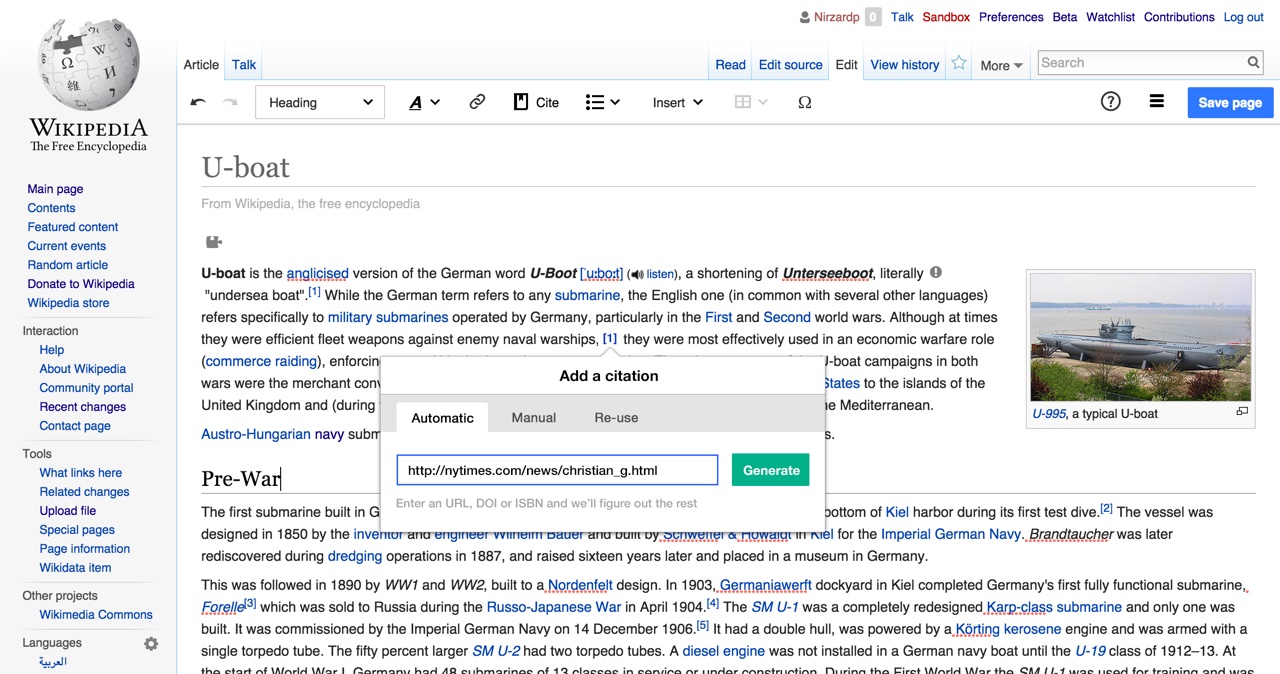 Nirzardp 0 Talk Sandbox Preferences Beta Watchlist Contributions Log out
WIKIPEDIA
The Free Encyclopedia
Article Talk Read Edit source Edit View history More Search
Heading A Cite Insert Ω ? Save page
Main page
Contents
Featured content
Current events
Random article
Donate to Wikipedia
Wikipedia store
Interaction
Help
About Wikipedia
Community portal
Recent changes
Contact page
Tools
What links here
Related changes
Upload file
Special pages
Page information
Wikidata item
Other projects
Wikimedia Commons
Languages
العربية
U-boat
From Wikipedia, the free encyclopedia
U-boat is the anglicised version of the German word U-Boot [ˈuːboːt] (listen), a shortening of Unterseeboot, literally
"undersea boat".[1] While the German term refers to any submarine, the English one (in common with several other languages)
refers specifically to military submarines operated by Germany, particularly in the First and Second world wars. Although at times
they were efficient fleet weapons against enemy naval warships, [1] they were most effectively used in an economic warfare role
(commerce raiding), enforcin U-boat campaigns in both
wars were the merchant conv States to the islands of the
United Kingdom and (during e Mediterranean.
Austro-Hungarian navy subm s.
U-995, a typical U-boat
Add a citation
Automatic Manual Re-use
http://nytimes.com/news/christian_g.html Generate
Enter an URL, DOI or ISBN and we'll figure out the rest
Pre-War
The first submarine built in G bottom of Kiel harbor during its first test dive.[2] The vessel was
designed in 1850 by the inventor and engineer Wilhelm Bauer and built by Schweffel & Howaldt in Kiel for the Imperial German Navy. Brandtaucher was later
rediscovered during dredging operations in 1887, and raised sixteen years later and placed in a museum in Germany.
This was followed in 1890 by WW1 and WW2, built to a Nordenfelt design. In 1903, Germaniawerft dockyard in Kiel completed Germany's first fully functional submarine,
Forelle[3] which was sold to Russia during the Russo-Japanese War in April 1904.[4] The SM U-1 was a completely redesigned Karp-class submarine and only one was
built. It was commissioned by the Imperial German Navy on 14 December 1906.[5] It had a double hull, was powered by a Körting kerosene engine and was armed with a
single torpedo tube. The fifty percent larger SM U-2 had two torpedo tubes. A diesel engine was not installed in a German navy boat until the U-19 class of 1912–13. At
the start of World War I, Germany had 48 submarines of 13 classes in service or under construction. During the First World War the SM U-1 was used for training and was